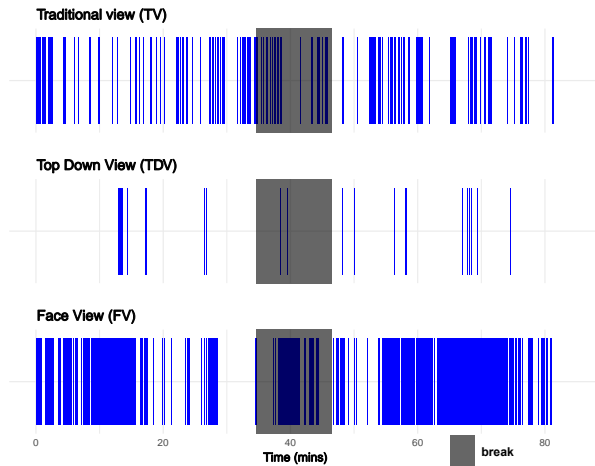 Traditional view (TV)
Top Down View (TDV)
Face View (FV)
0 20 40 60 80
Time (mins)
break